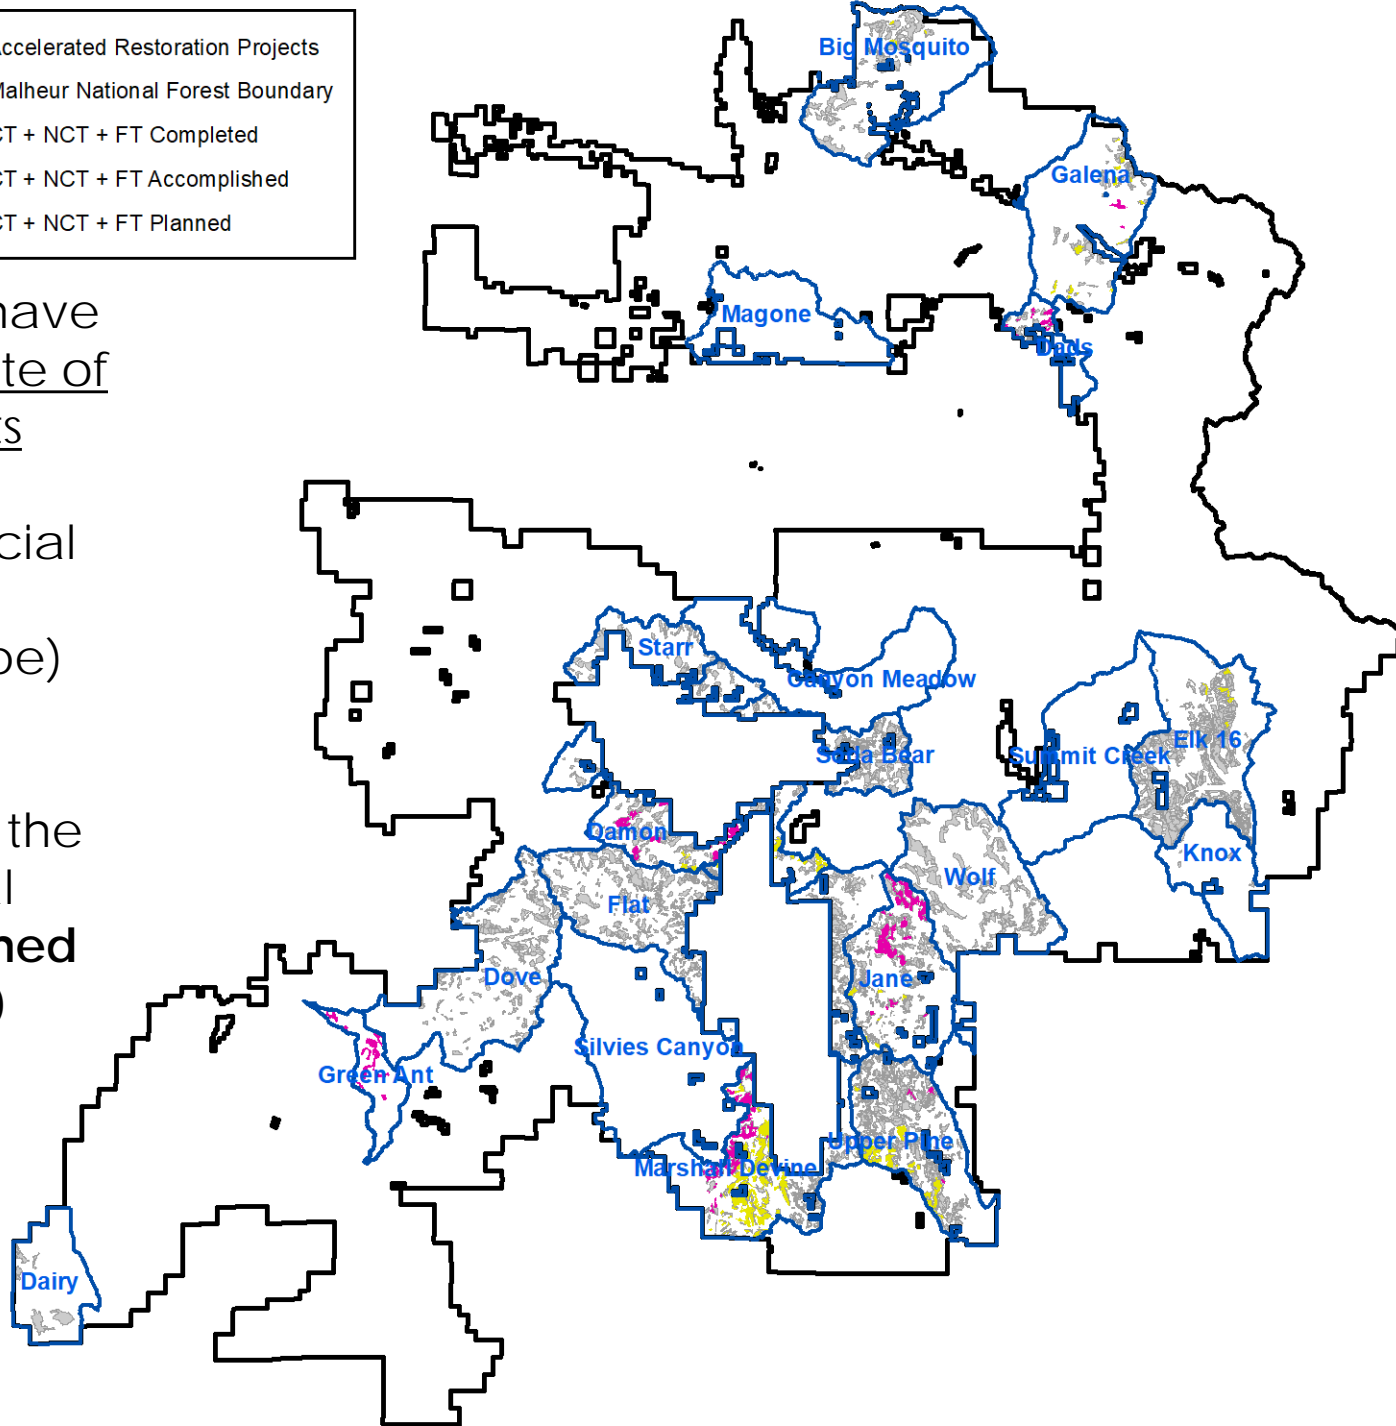 Accelerated Restoration Projects
Malheur National Forest Boundary
CT + NCT + FT Completed
CT + NCT + FT Accomplished
CT + NCT + FT Planned
have
te of
ts
cial
pe)
the
l
ned
)
Big Mosquito
Galena
Magone
Dads
Starr
Canyon Meadow
Soda Bear
Summit Creek
Elk 16
Damon
Knox
Wolf
Flat
Dove
Jane
Silvies Canyon
Green Ant
Upper Pine
Marshall Devine
Dairy